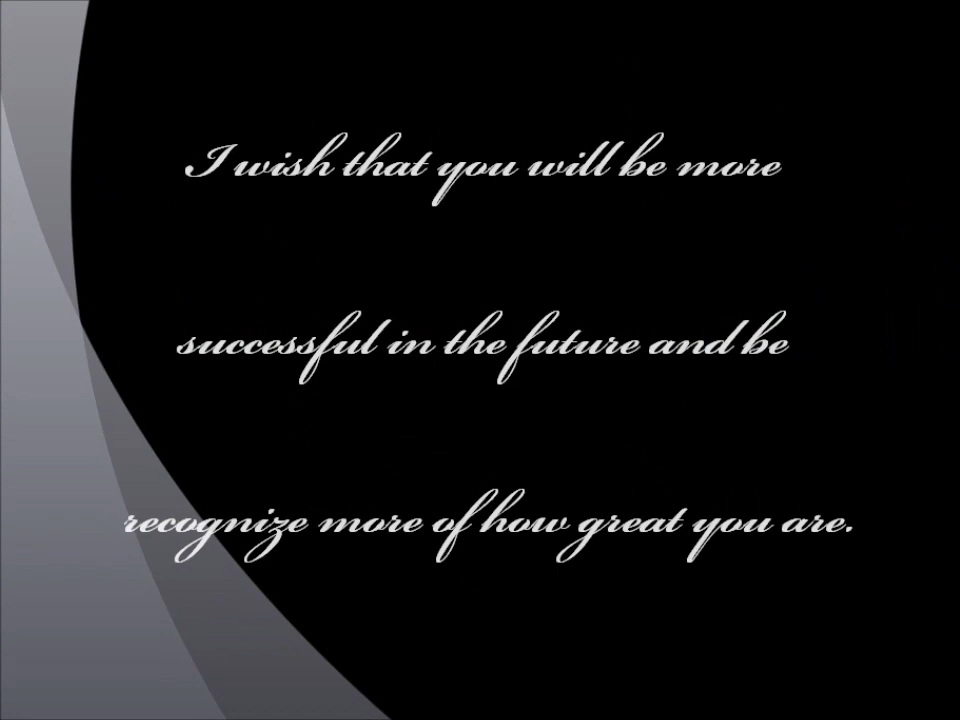 I wish that you will be more
successful in the future and be
recognize more of how great you are.